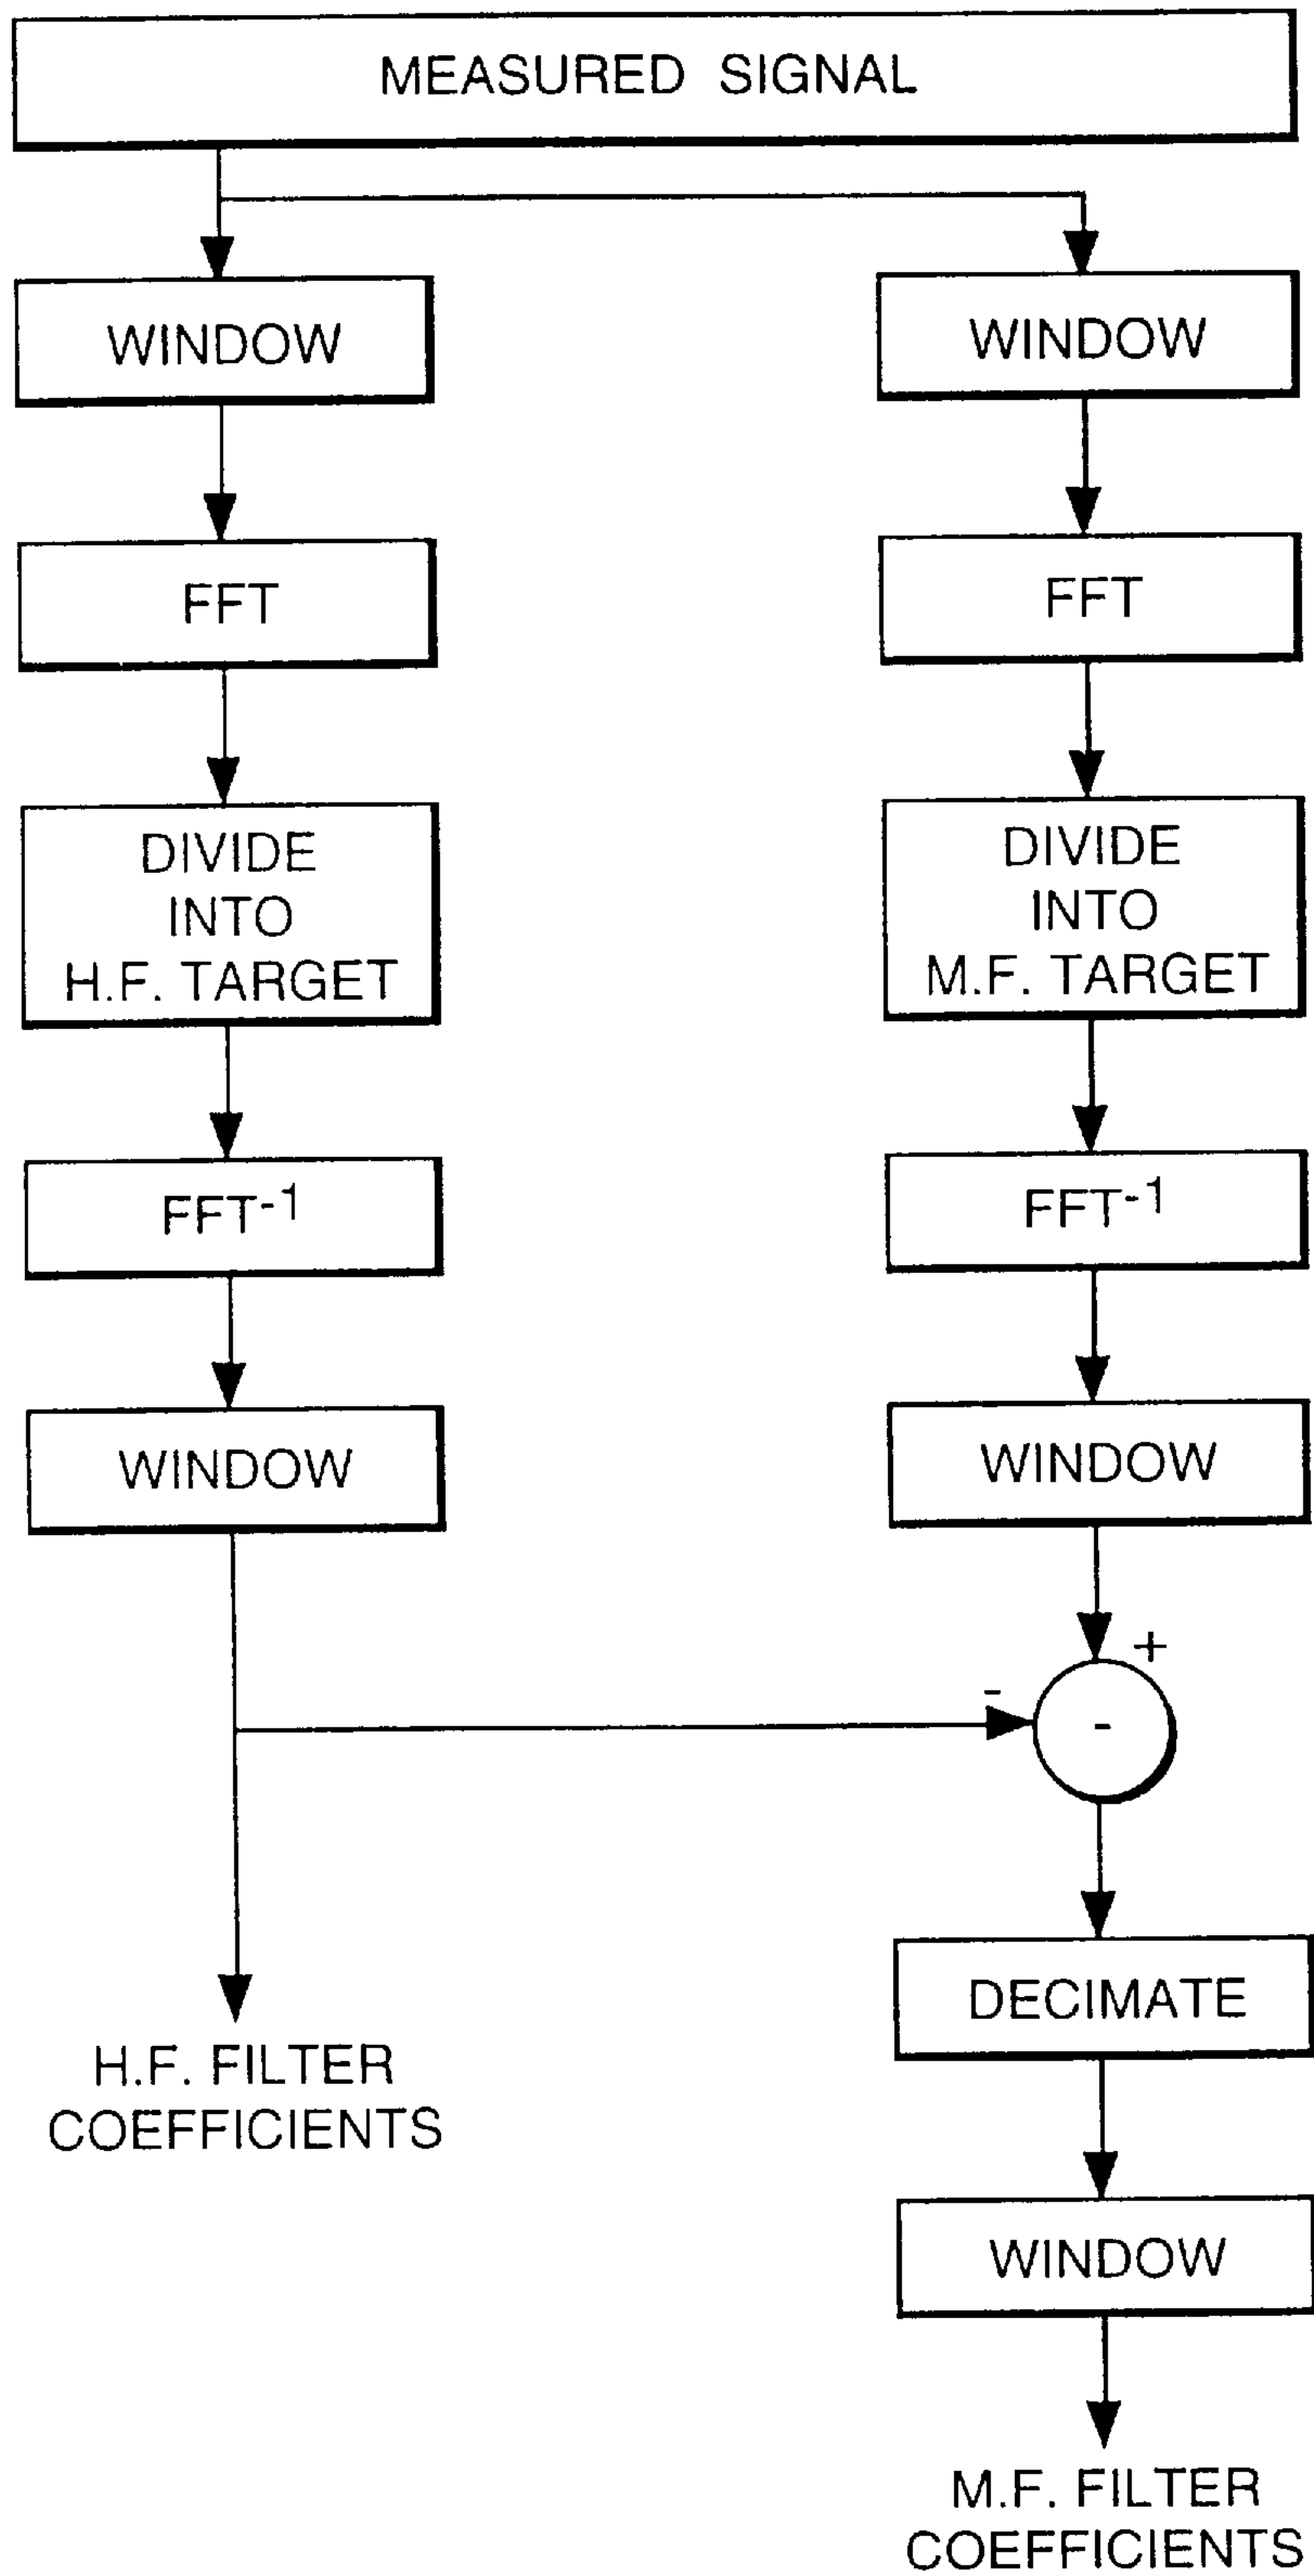 MEASURED SIGNAL
WINDOW
WINDOW
FFT
FFT
DIVIDE
INTO
H.F. TARGET
DIVIDE
INTO
M.F. TARGET
FFT-1
FFT-1
WINDOW
WINDOW
+
-
-
DECIMATE
H.F. FILTER
COEFFICIENTS
WINDOW
M.F. FILTER
COEFFICIENTS